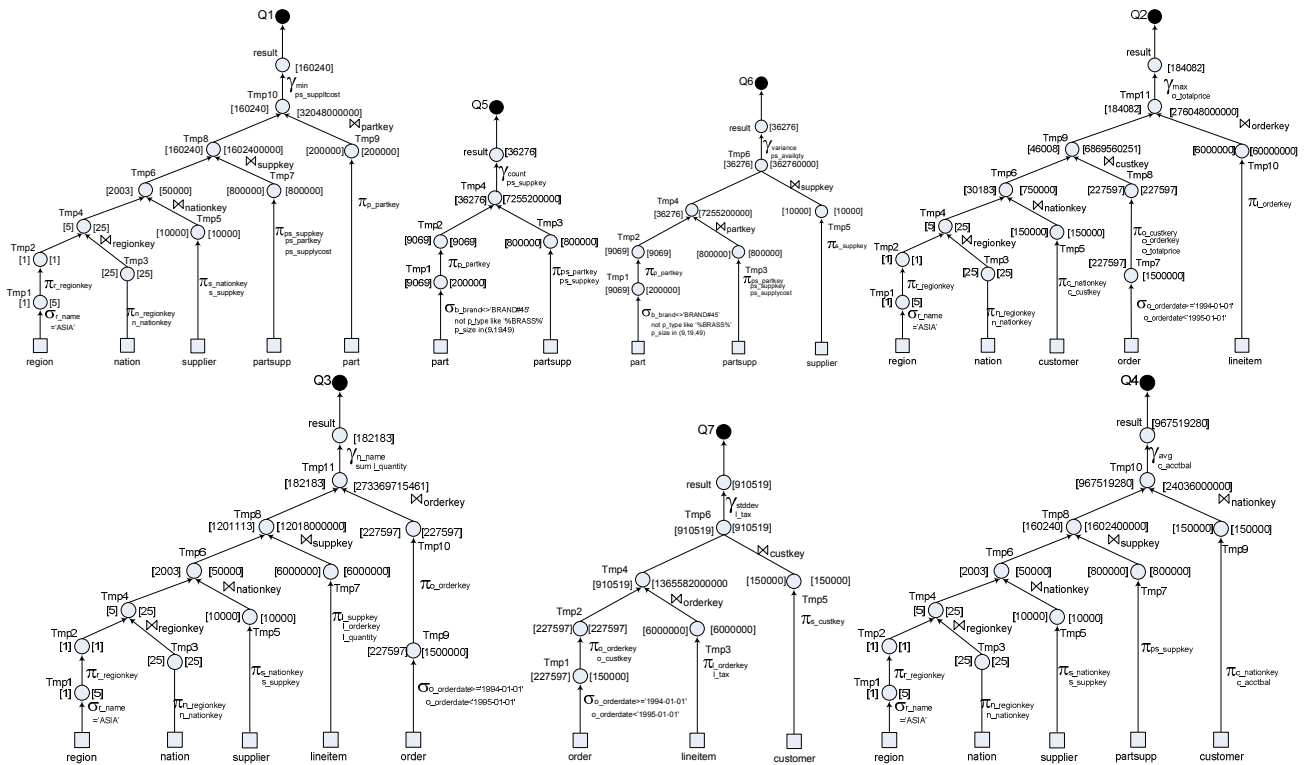 Q1
result
[160240]
γmin
ps_suppltcost
Tmp10
[160240] [32048000000]
⋈partkey
Tmp8
[160240] [1602400000]
⋈suppkey
Tmp9
[200000] [200000]
Tmp6
[2003] [50000]
⋈nationkey
Tmp7
[800000] [800000]
πp_partkey
Tmp4
[5] [25]
⋈regionkey
Tmp5
[10000] [10000]
πps_suppkey
ps_partkey
ps_supplycost
Tmp2
[1] [1]
πr_regionkey
Tmp3
[25] [25]
πs_nationkey
s_suppkey
Tmp1
[1] [5]
σr_name
='ASIA'
πn_regionkey
n_nationkey
region nation supplier partsupp part
Q5
result [36276]
γcount
ps_suppkey
Tmp4
[36276] [7255200000]
Tmp2
[9069] [9069]
Tmp3
[800000] [800000]
πp_partkey
πps_partkey
ps_suppkey
Tmp1
[9069] [200000]
σb_brand<>'BRAND#45'
not p_type like '%BRASS%'
p_size in (9,19,49)
part partsupp
Q6
result [36276]
γvariance
ps_availqty
Tmp6
[36276] [362760000]
⋈suppkey
Tmp4
[36276] [7255200000]
⋈partkey
[10000] [10000]
Tmp5
πs_suppkey
Tmp2
[9069] [9069]
πp_partkey
[800000] [800000]
Tmp3
πps_partkey
ps_suppkey
ps_supplycost
Tmp1
[9069] [200000]
σb_brand<>'BRAND#45'
not p_type like '%BRASS%'
p_size in (9,19,49)
part partsupp supplier
Q2
result
[184082]
γmax
o_totalprice
Tmp11
[184082] [276048000000]
⋈orderkey
Tmp9
[46008] [6869560251]
⋈custkey
[6000000] [60000000]
Tmp10
Tmp6
[30183] [750000]
⋈nationkey
Tmp8
[227597] [227597]
πl_orderkey
Tmp4
[5] [25]
⋈regionkey
[150000] [150000]
Tmp5
πo_custkery
o_orderkey
o_totalprice
Tmp2
[1] [1]
πr_regionkey
Tmp3
[25] [25]
πc_nationkey
c_custkey
Tmp7
[227597] [1500000]
Tmp1
[1] [5]
σr_name
='ASIA'
πn_regionkey
n_nationkey
σo_orderdate>='1994-01-01'
o_orderdate<'1995-01-01'
region nation customer order lineitem
Q3
result
[182183]
γn_name
sum l_quantity
Tmp11
[182183] [273369715461]
⋈orderkey
Tmp8
[1201113] [12018000000]
⋈suppkey
[227597] [227597]
Tmp10
Tmp6
[2003] [50000]
⋈nationkey
[6000000] [6000000]
Tmp7
πo_orderkey
Tmp4
[5] [25]
⋈regionkey
[10000] [10000]
Tmp5
πl_suppkey
l_orderkey
l_quantity
Tmp2
[1] [1]
πr_regionkey
Tmp3
[25] [25]
πs_nationkey
s_suppkey
Tmp9
[227597] [1500000]
Tmp1
[1] [5]
σr_name
='ASIA'
πn_regionkey
n_nationkey
σo_orderdate>='1994-01-01'
o_orderdate<'1995-01-01'
region nation supplier lineitem order
Q7
result [910519]
γstddev
l_tax
Tmp6
[910519] [910519]
⋈custkey
Tmp4
[910519] [1365582000000
⋈orderkey
[150000] [150000]
Tmp5
πs_custkey
Tmp2
[227597] [227597]
πo_orderkey
o_custkey
[6000000] [6000000]
Tmp3
πl_orderkey
l_tax
Tmp1
[227597] [150000]
σo_orderdate>='1994-01-01'
o_orderdate<'1995-01-01'
order lineitem customer
Q4
result [967519280]
γavg
c_acctbal
Tmp10
[967519280] [24036000000]
⋈nationkey
Tmp8
[160240] [1602400000]
⋈suppkey
[150000] [150000]
Tmp9
Tmp6
[2003] [50000]
⋈nationkey
[800000] [800000]
Tmp7
Tmp4
[5] [25]
⋈regionkey
[10000] [10000]
Tmp5
πps_suppkey
Tmp2
[1] [1]
πr_regionkey
Tmp3
[25] [25]
πs_nationkey
s_suppkey
πc_nationkey
c_acctbal
Tmp1
[1] [5]
σr_name
='ASIA'
πn_regionkey
n_nationkey
region nation supplier partsupp customer